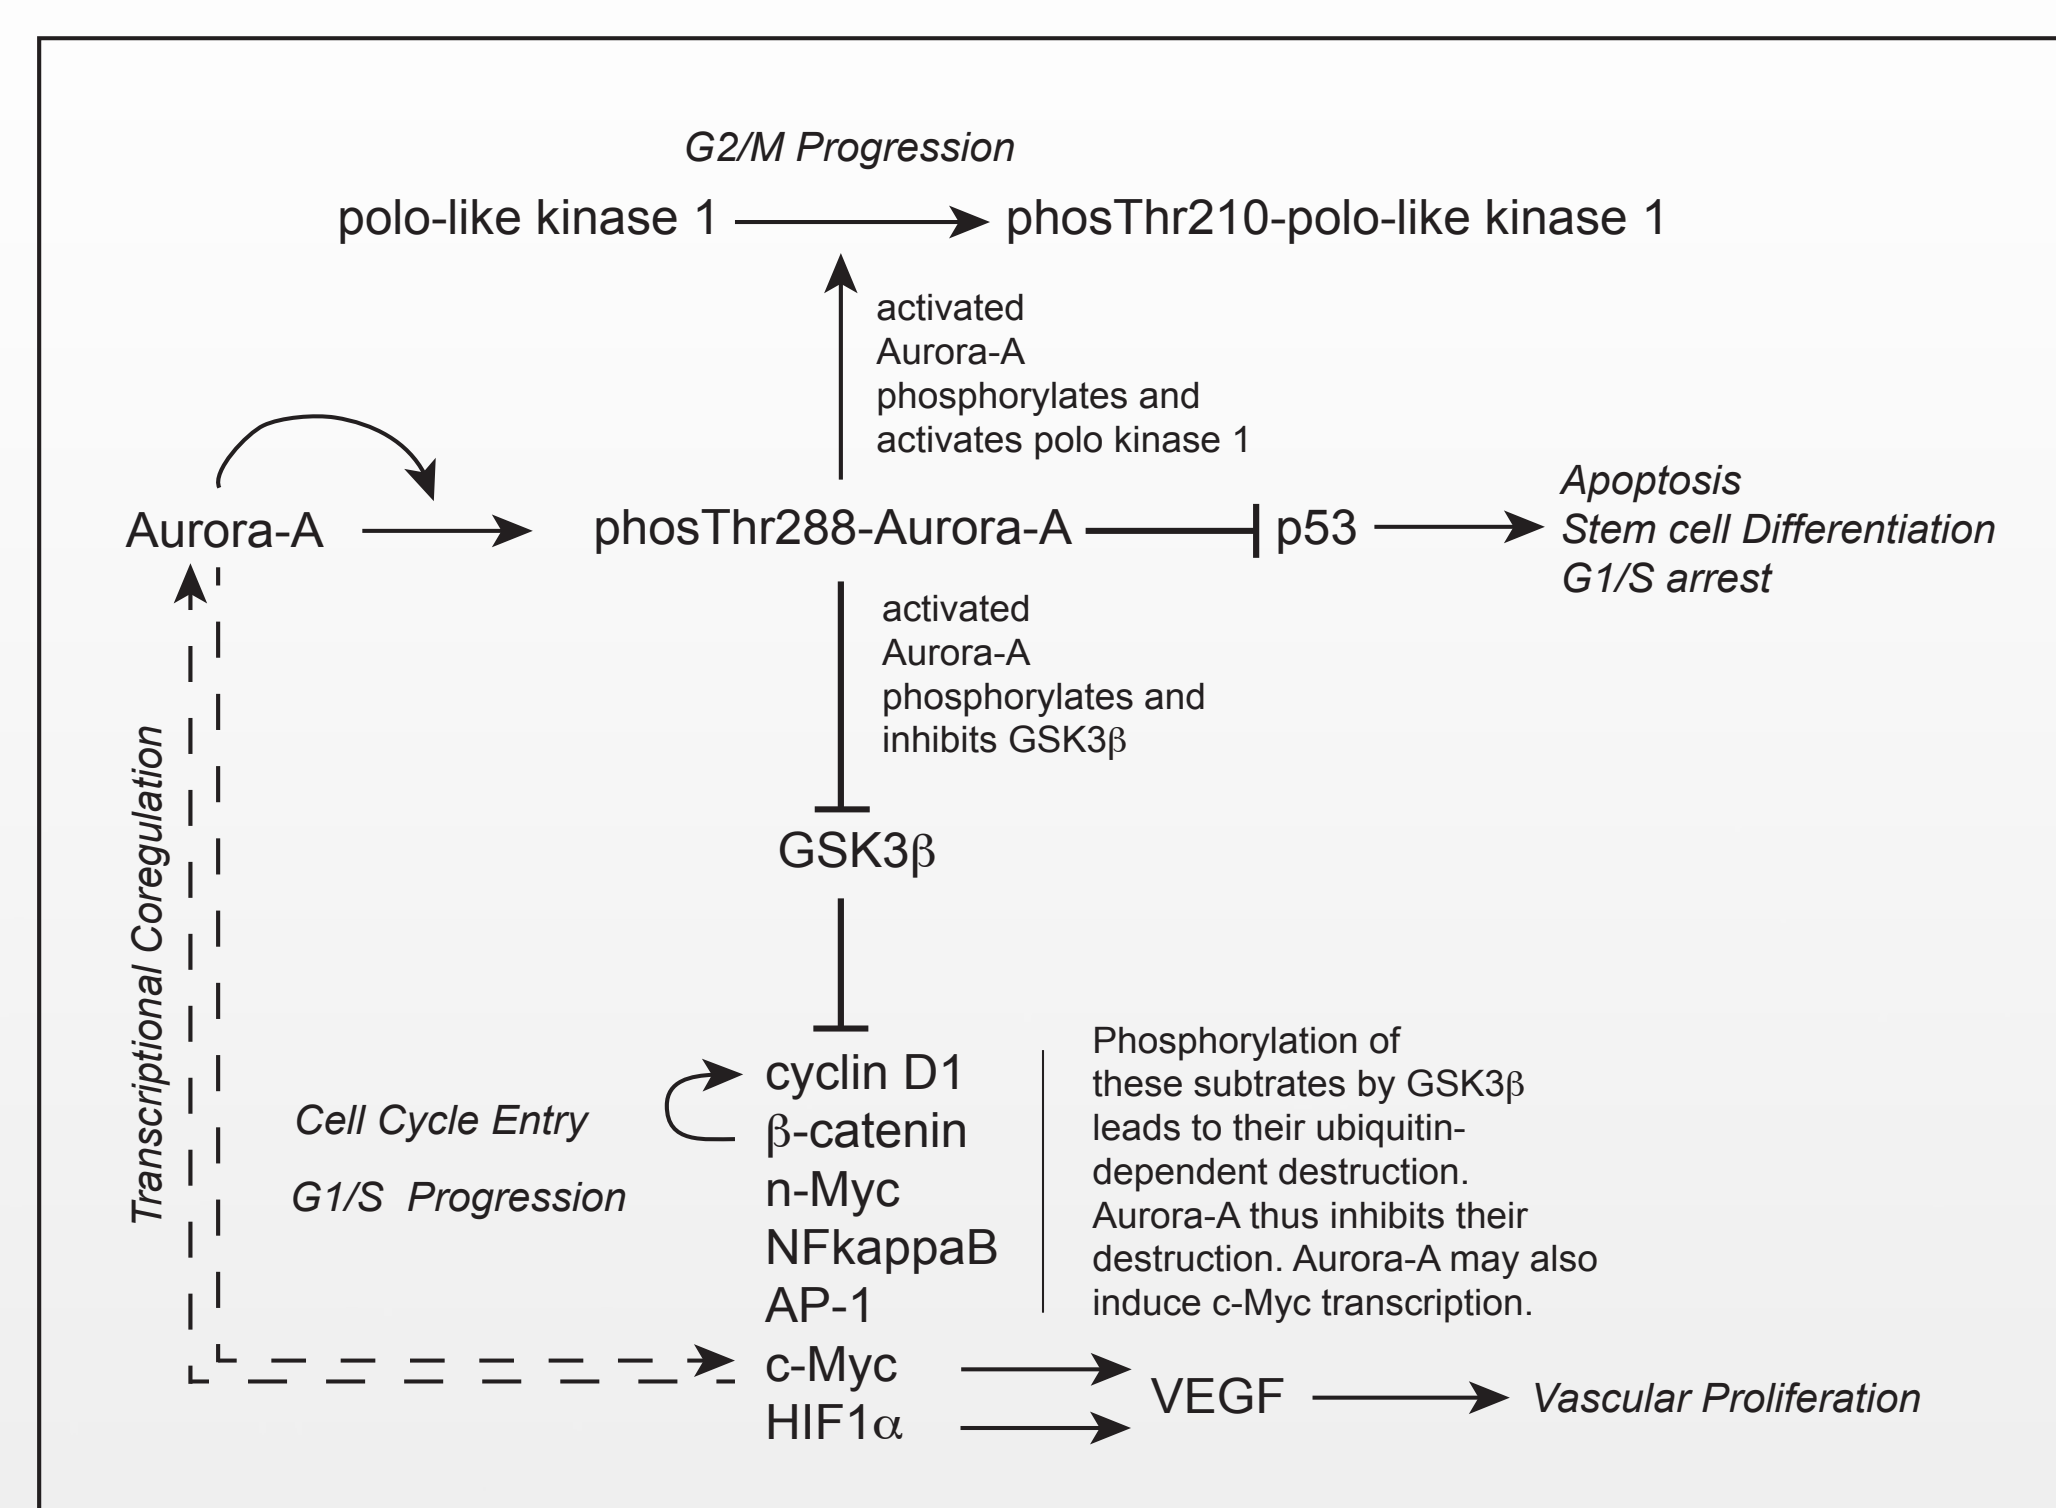 G2/M Progression
polo-like kinase 1
phosThr210-polo-like kinase 1
activated
Aurora-A
phosphorylates and
activates polo kinase 1
Aurora-A
phosThr288-Aurora-A
p53
Apoptosis
Stem cell Differentiation
G1/S arrest
activated
Aurora-A
phosphorylates and
inhibits GSK3β
Transcriptional Coregulation
GSK3β
Cell Cycle Entry
G1/S Progression
cyclin D1
β-catenin
n-Myc
NFkappaB
AP-1
c-Myc
HIF1α
Phosphorylation of
these subtrates by GSK3β
leads to their ubiquitin-
dependent destruction.
Aurora-A thus inhibits their
destruction. Aurora-A may also
induce c-Myc transcription.
VEGF
Vascular Proliferation